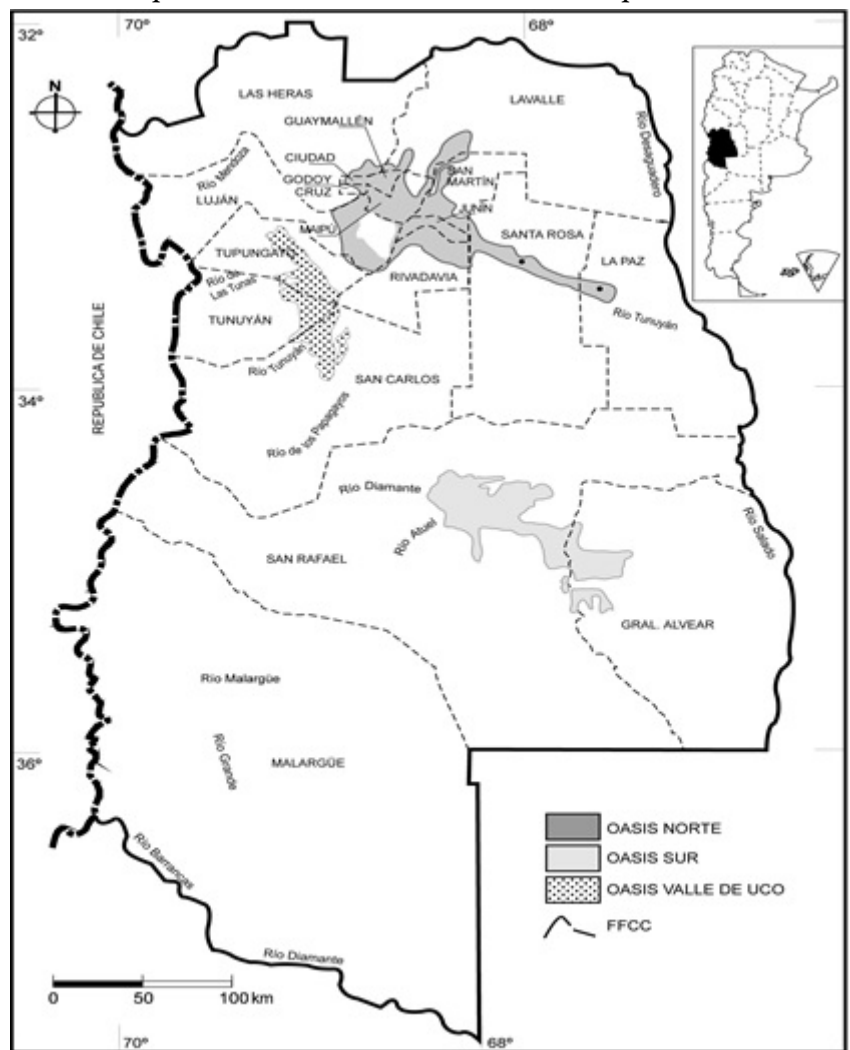 70º
68º
32º
N
LAS HERAS
LAVALLE
GUAYMALLÉN
Río Desaguadero
CIUDAD
SAN
MARTÍN
GODOY
CRUZ
Río Mendoza
LUJÁN
JUNÍN
MAIPÚ
SANTA ROSA
TUPUNGATO
LA PAZ
RIVADAVIA
Río de
Las Tunas
TUNUYÁN
Río Tunuyán
Río Tunuyán
REPUBLICA DE CHILE
SAN CARLOS
34º
Río de los Papagayos
Río Diamante
Río Atuel
Río Salado
SAN RAFAEL
GRAL. ALVEAR
Río Malargüe
Río Grande
MALARGÜE
36º
OASIS NORTE
OASIS SUR
OASIS VALLE DE UCO
FFCC
Río Barrancas
Río Diamante
0 50 100 km
70º
68º